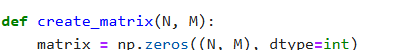 def create_matrix(N, M):
    matrix = np.zeros((N, M), dtype=int)